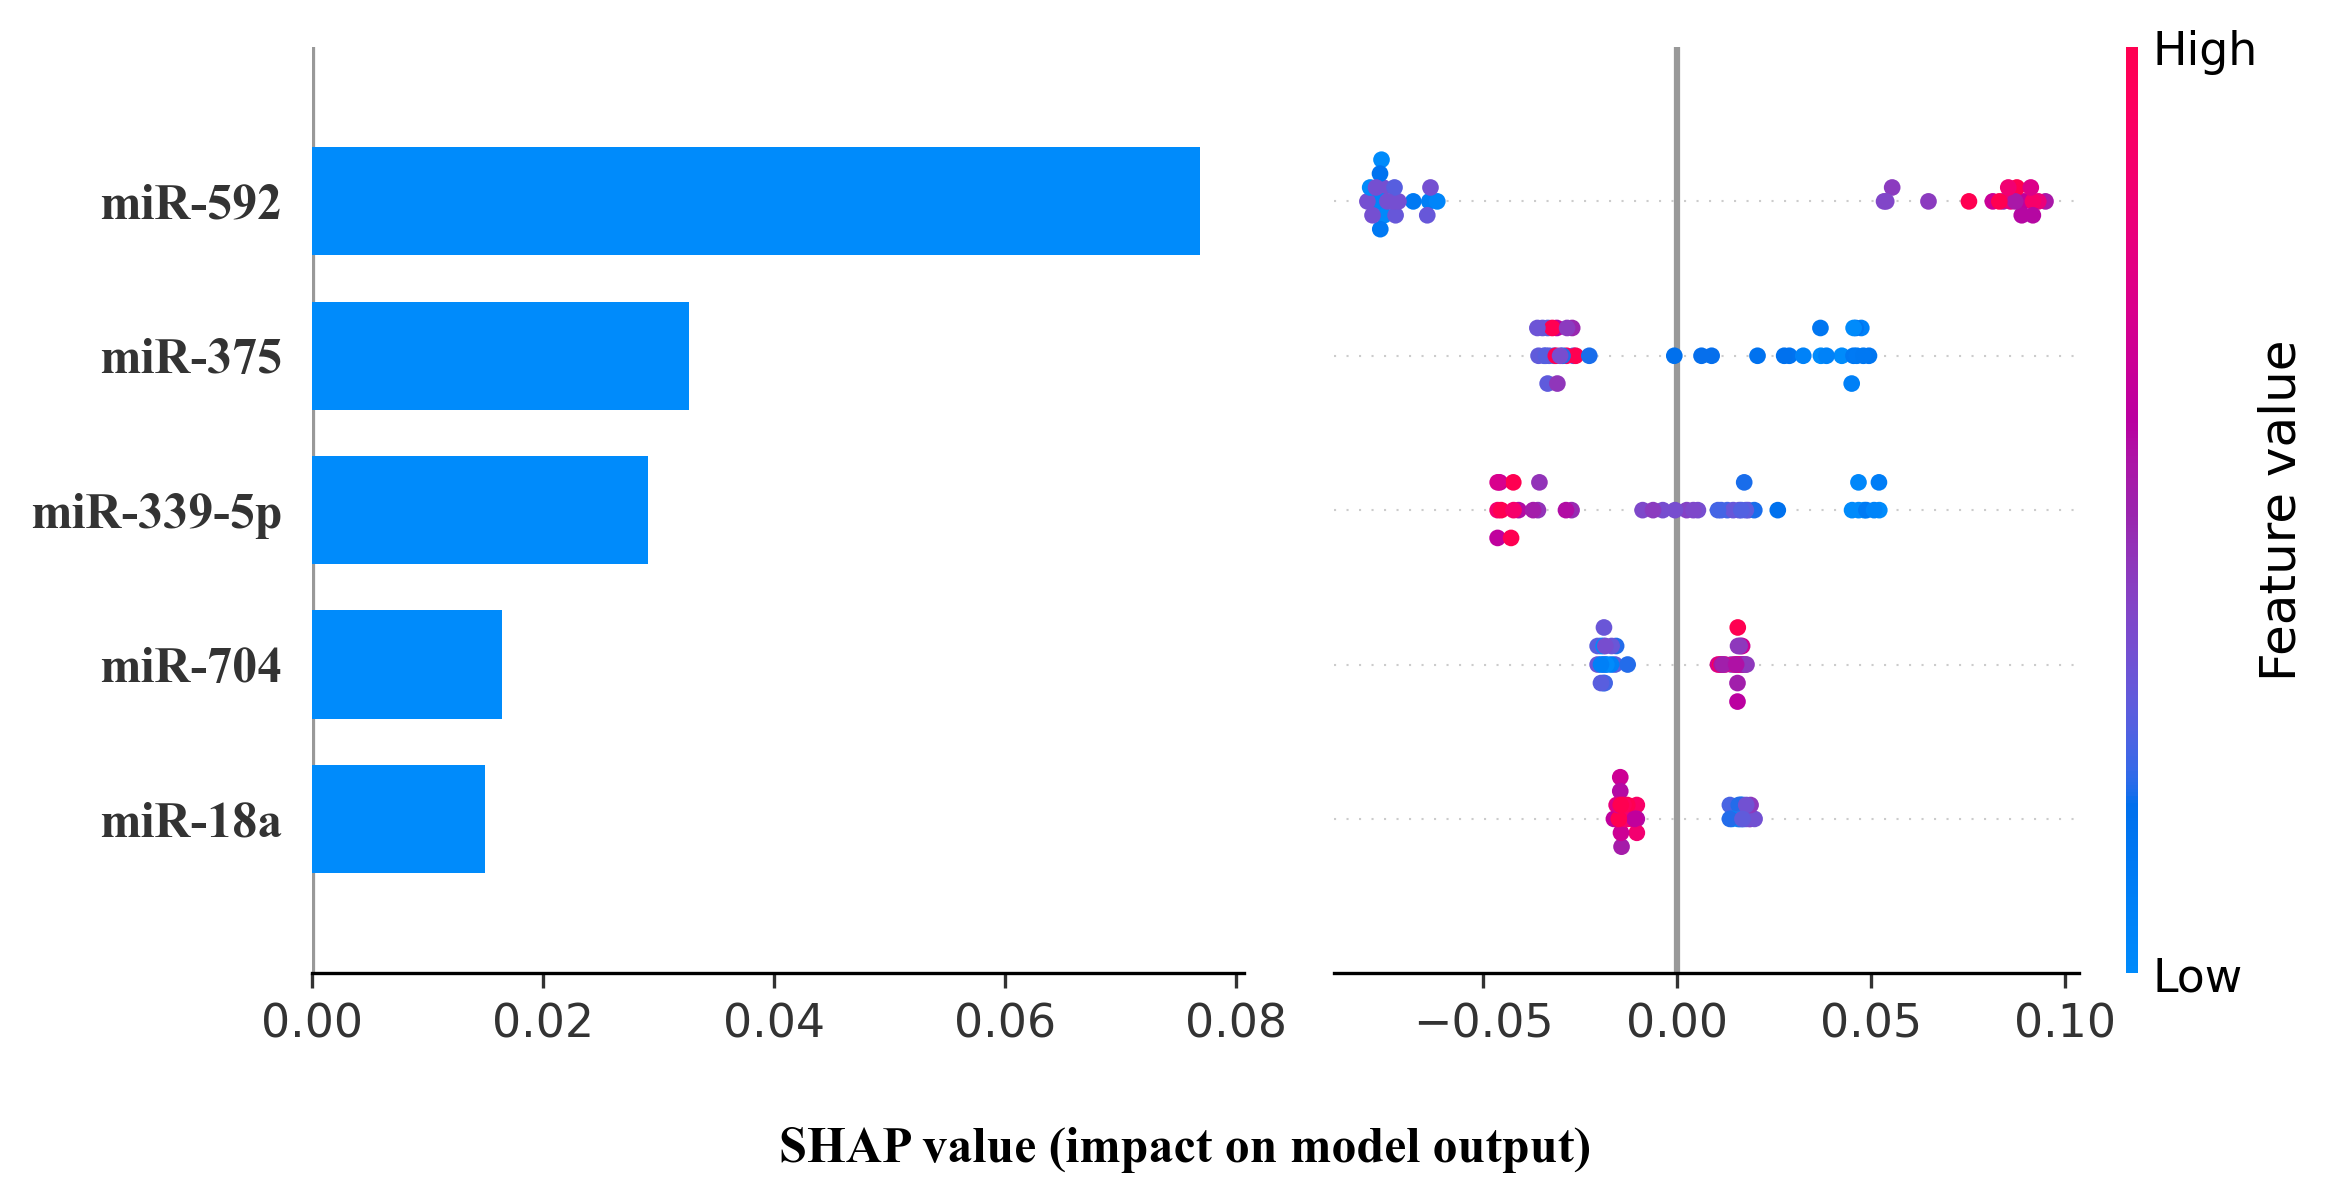 High
miR-592
miR-375
miR-339-5p
miR-704
miR-18a
Feature value
Low
0.00 0.02 0.04 0.06 0.08 −0.05 0.00 0.05 0.10
SHAP value (impact on model output)